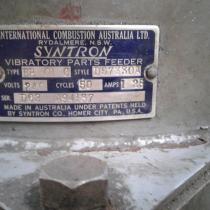 INTERNATIONAL COMBUSTION AUSTRALIA LTD.
RYDALMERE, N.S.W.
SYNTRON
VIBRATORY PARTS FEEDER
TYPE STYLE
VOLTS CYCLES 50 AMPS
SER.
MADE IN AUSTRALIA UNDER PATENTS HELD
BY SYNTRON CO., HOMER CITY, PA., U.S.A.